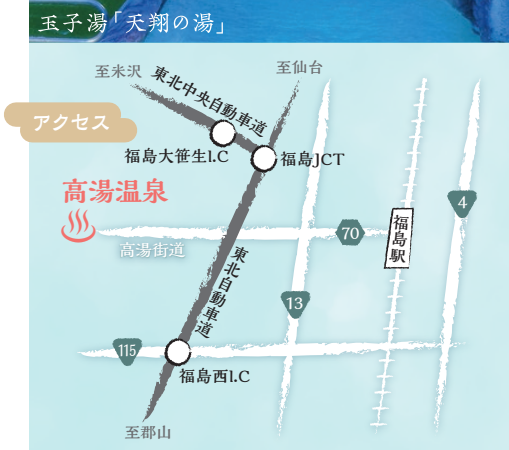 玉子湯「天翔の湯」
至米沢
東北中央自動車道
至仙台
アクセス
福島大笹生I.C
福島JCT
高湯温泉
高湯街道
70
福島駅
4
東北自動車道
13
115
福島西I.C
至郡山